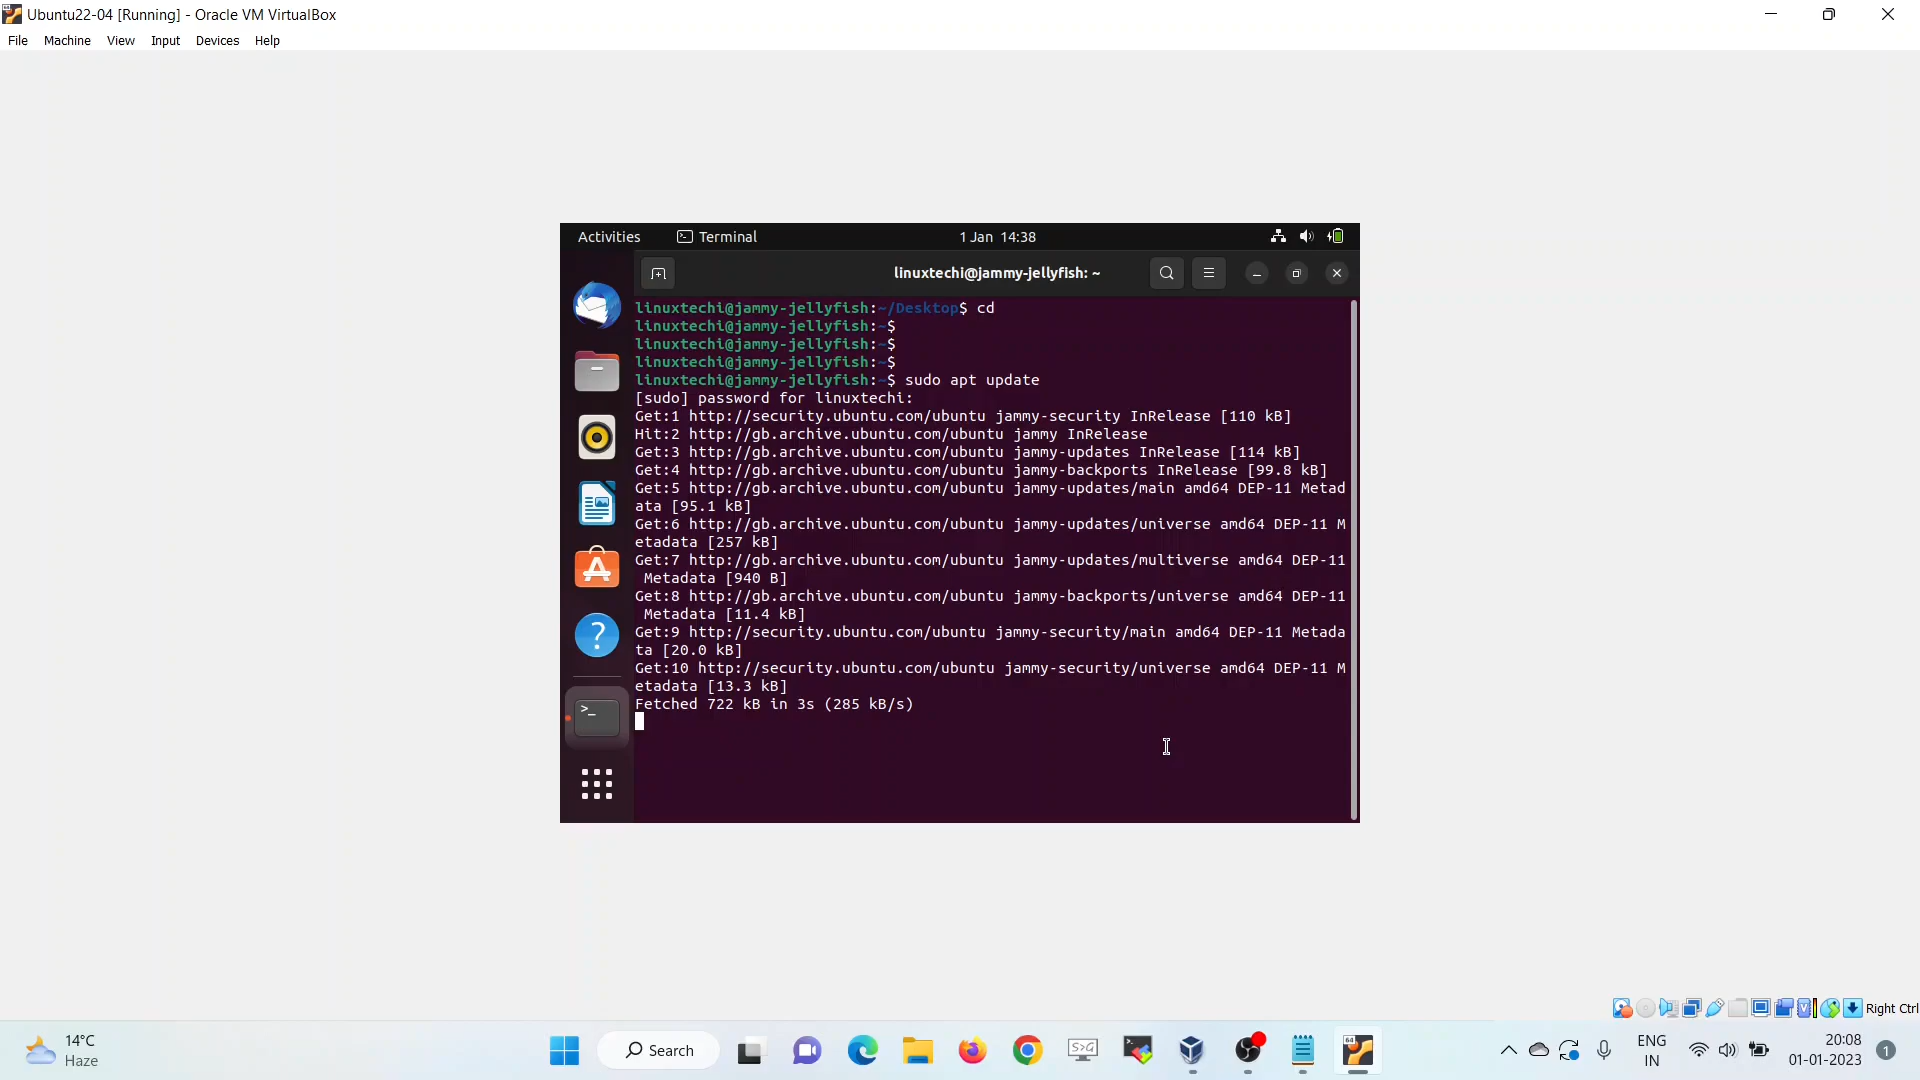 Ubuntu22-04 [Running] - Oracle VM VirtualBox
File Machine View Input Devices Help
Activities Terminal 1 Jan 14:38
linuxtechi@jammy-jellyfish: ~
linuxtechi@jammy-jellyfish:~/Desktop$ cd
linuxtechi@jammy-jellyfish:~$
linuxtechi@jammy-jellyfish:~$
linuxtechi@jammy-jellyfish:~$
linuxtechi@jammy-jellyfish:~$ sudo apt update
[sudo] password for linuxtechi:
Get:1 http://security.ubuntu.com/ubuntu jammy-security InRelease [110 kB]
Hit:2 http://gb.archive.ubuntu.com/ubuntu jammy InRelease
Get:3 http://gb.archive.ubuntu.com/ubuntu jammy-updates InRelease [114 kB]
Get:4 http://gb.archive.ubuntu.com/ubuntu jammy-backports InRelease [99.8 kB]
Get:5 http://gb.archive.ubuntu.com/ubuntu jammy-updates/main amd64 DEP-11 Metad
ata [95.1 kB]
Get:6 http://gb.archive.ubuntu.com/ubuntu jammy-updates/universe amd64 DEP-11 M
etadata [257 kB]
Get:7 http://gb.archive.ubuntu.com/ubuntu jammy-updates/multiverse amd64 DEP-11
Metadata [940 B]
Get:8 http://gb.archive.ubuntu.com/ubuntu jammy-backports/universe amd64 DEP-11
Metadata [11.4 kB]
Get:9 http://security.ubuntu.com/ubuntu jammy-security/main amd64 DEP-11 Metada
ta [20.0 kB]
Get:10 http://security.ubuntu.com/ubuntu jammy-security/universe amd64 DEP-11 M
etadata [13.3 kB]
Fetched 722 kB in 3s (285 kB/s)
Right Ctrl
14°C
Haze
Search
ENG
IN
20:08
01-01-2023
1